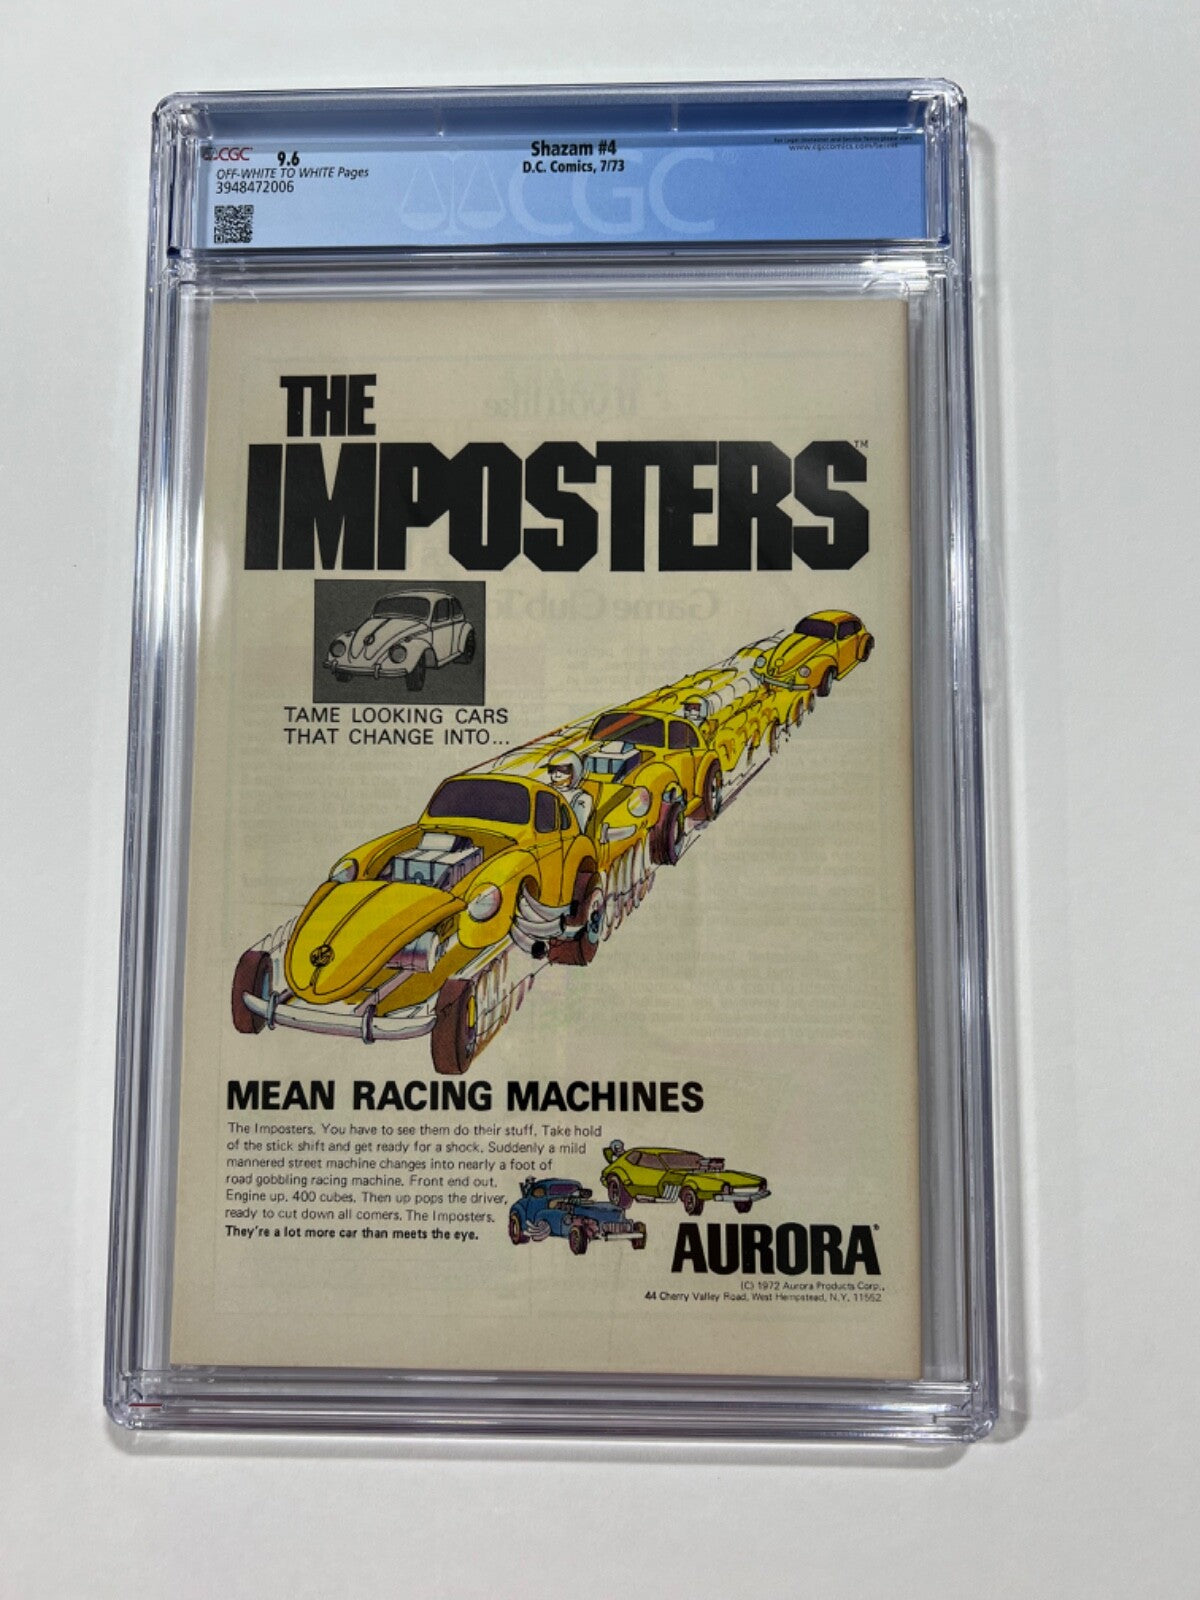 CGC 9.6
OFF-WHITE TO WHITE Pages
3948472006
Shazam #4
D.C. Comics, 7/73
CGC
THE
IMPOSTERS™
TAME LOOKING CARS
THAT CHANGE INTO...
MEAN RACING MACHINES
The Imposters. You have to see them do their stuff. Take hold
of the stick shift and get ready for a shock. Suddenly a mild
mannered street machine changes into nearly a foot of
road gobbling racing machine. Front end out.
Engine up. 400 cubes. Then up pops the driver,
ready to cut down all comers. The Imposters.
They're a lot more car than meets the eye.
AURORA®
(C) 1972 Aurora Products Corp.,
44 Cherry Valley Road, West Hempstead, N.Y. 11552